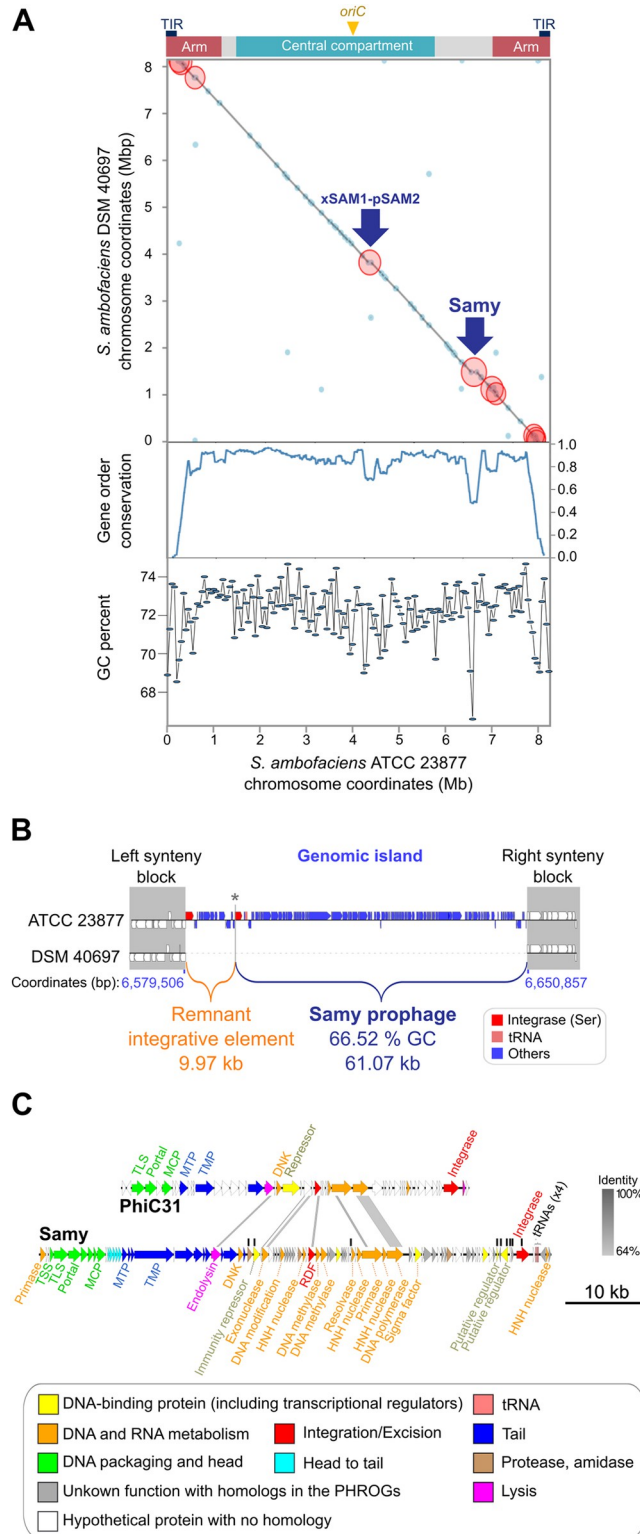 A
oriC
TIR
TIR
Arm
Central compartment
Arm
S. ambofaciens DSM 40697
chromosome coordinates (Mbp)
8
7
6
5
4
3
2
1
0
xSAM1-pSAM2
Samy
Gene order
conservation
1.0
0.8
0.6
0.4
0.2
0.0
GC percent
74
72
70
68
0 1 2 3 4 5 6 7 8
S. ambofaciens ATCC 23877
chromosome coordinates (Mb)
B
Left synteny
block
Genomic island
Right synteny
block
*
ATCC 23877
DSM 40697
Coordinates (bp): 6,579,506
6,650,857
Remnant
integrative element
9.97 kb
Samy prophage
66.52 % GC
61.07 kb
Integrase (Ser)
tRNA
Others
C
TLS
Portal
MCP
MTP
TMP
DNK
Repressor
Integrase
PhiC31
Identity
100%
64%
Samy
Primase
TSS
TLS
Portal
MCP
MTP
TMP
Endolysin
DNK
Immunity repressor
Exonuclease
DNA modification
HNH nuclease
RDF
DNA methylase
DNA methylase
Resolvase
HNH nuclease
Primase
HNH nuclease
DNA polymerase
Sigma factor
Putative regulator
Putative regulator
Integrase
tRNAs (x4)
HNH nuclease
10 kb
DNA-binding protein (including transcriptional regulators)
tRNA
DNA and RNA metabolism
Integration/Excision
Tail
DNA packaging and head
Head to tail
Protease, amidase
Unkown function with homologs in the PHROGs
Lysis
Hypothetical protein with no homology